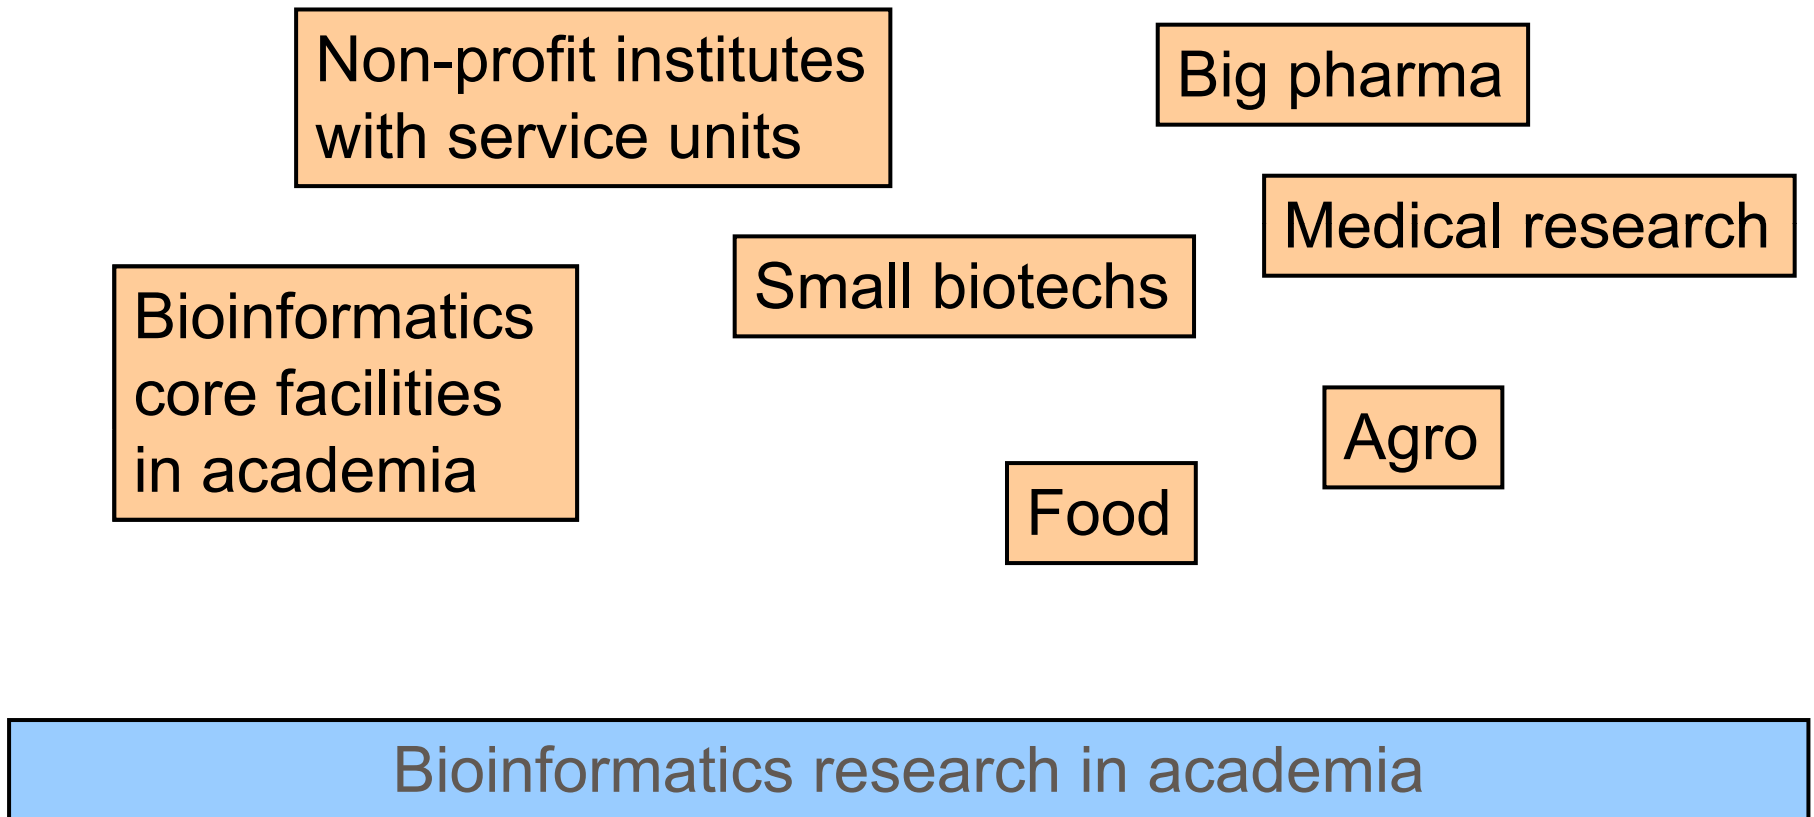 Non-profit institutes
with service units
Big pharma
Medical research
Small biotechs
Bioinformatics
core facilities
in academia
Agro
Food
Bioinformatics research in academia